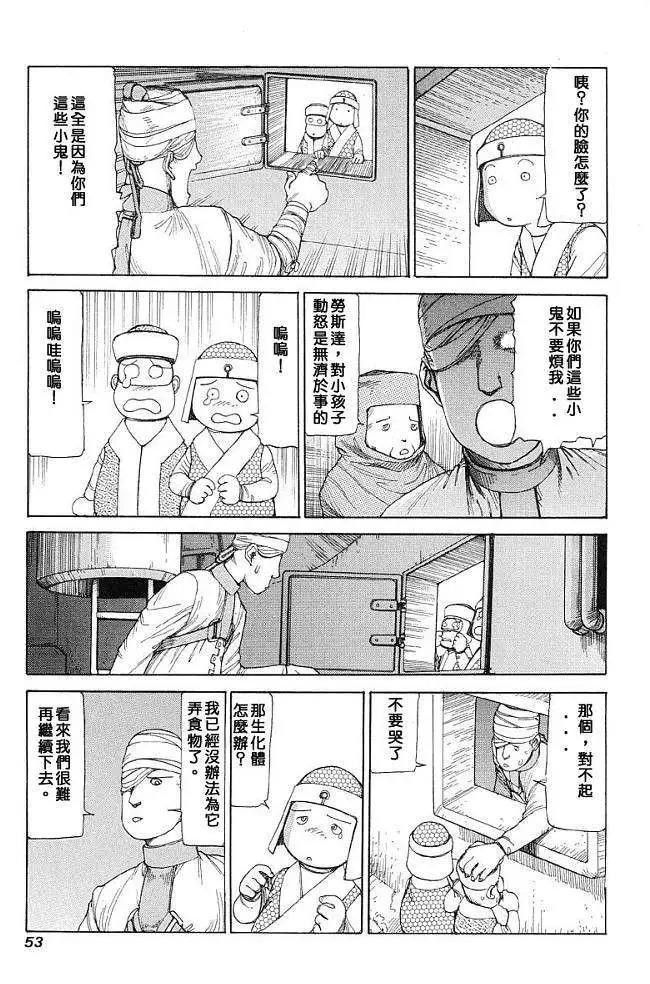 咦？你的臉怎麼了？
這全是因為你們
這些小鬼！
如果你們這些小
鬼不要煩我．．
勞斯達，對小孩子
動怒是無濟於事的
嗚嗚！
嗚嗚哇嗚嗚！
那個，對不起
．．．
不要哭了
那生化體
怎麼辦？
我已經沒辦法為它
弄食物了。
看來我們很難
再繼續下去。
53